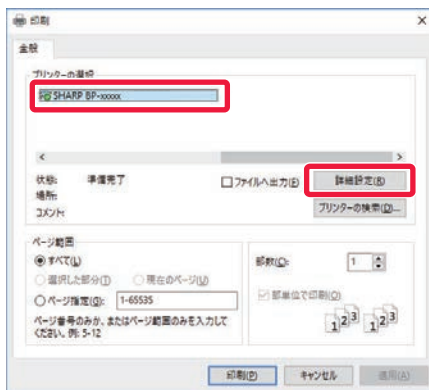 印刷
全般
プリンターの選択
SHARP BP-xxxxx
状態: 準備完了
場所:
コメント:
ファイルへ出力(F)
詳細設定(R)
プリンターの検索(D)...
ページ範囲
すべて(L)
選択した部分(T) 現在のページ(U)
ページ指定(G): 1-65535
ページ番号のみか、またはページ範囲のみを入力して
ください。例: 5-12
部数(C): 1
部単位で印刷(O)
1 2 3 1 2 3
印刷(P) キャンセル 適用(A)